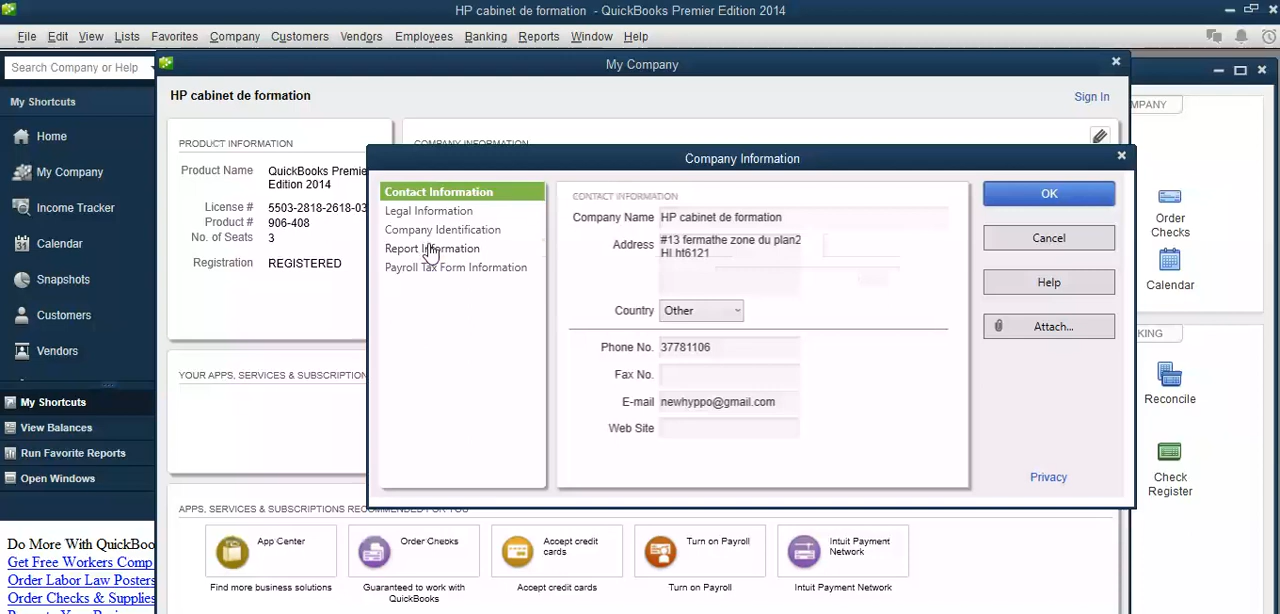 HP cabinet de formation - QuickBooks Premier Edition 2014
File Edit View Lists Favorites Company Customers Vendors Employees Banking Reports Window Help
Search Company or Help
My Shortcuts
Home
My Company
Income Tracker
Calendar
Snapshots
Customers
Vendors
My Shortcuts
View Balances
Run Favorite Reports
Open Windows
Do More With QuickBoo
Get Free Workers Comp
Order Labor Law Posters
Order Checks & Supplies
My Company
HP cabinet de formation
Sign In
PRODUCT INFORMATION
Product Name QuickBooks Premie
Edition 2014
License # 5503-2818-2618-03
Product # 906-408
No. of Seats 3
Registration REGISTERED
COMPANY INFORMATION
YOUR APPS, SERVICES & SUBSCRIPTION
APPS, SERVICES & SUBSCRIPTIONS RECOMMENDED FOR YOU
App Center
Find more business solutions
Order Checks
Guaranteed to work with
QuickBooks
Accept credit
cards
Accept credit cards
Turn on Payroll
Turn on Payroll
Intuit Payment
Network
Intuit Payment Network
Company Information
Contact Information
Legal Information
Company Identification
Report Information
Payroll Tax Form Information
CONTACT INFORMATION
Company Name HP cabinet de formation
Address #13 fermathe zone du plan2
HI ht6121
Country Other
Phone No. 37781106
Fax No.
E-mail newhyppo@gmail.com
Web Site
OK
Cancel
Help
Attach...
Privacy
MPANY
Order
Checks
Calendar
KING
Reconcile
Check
Register